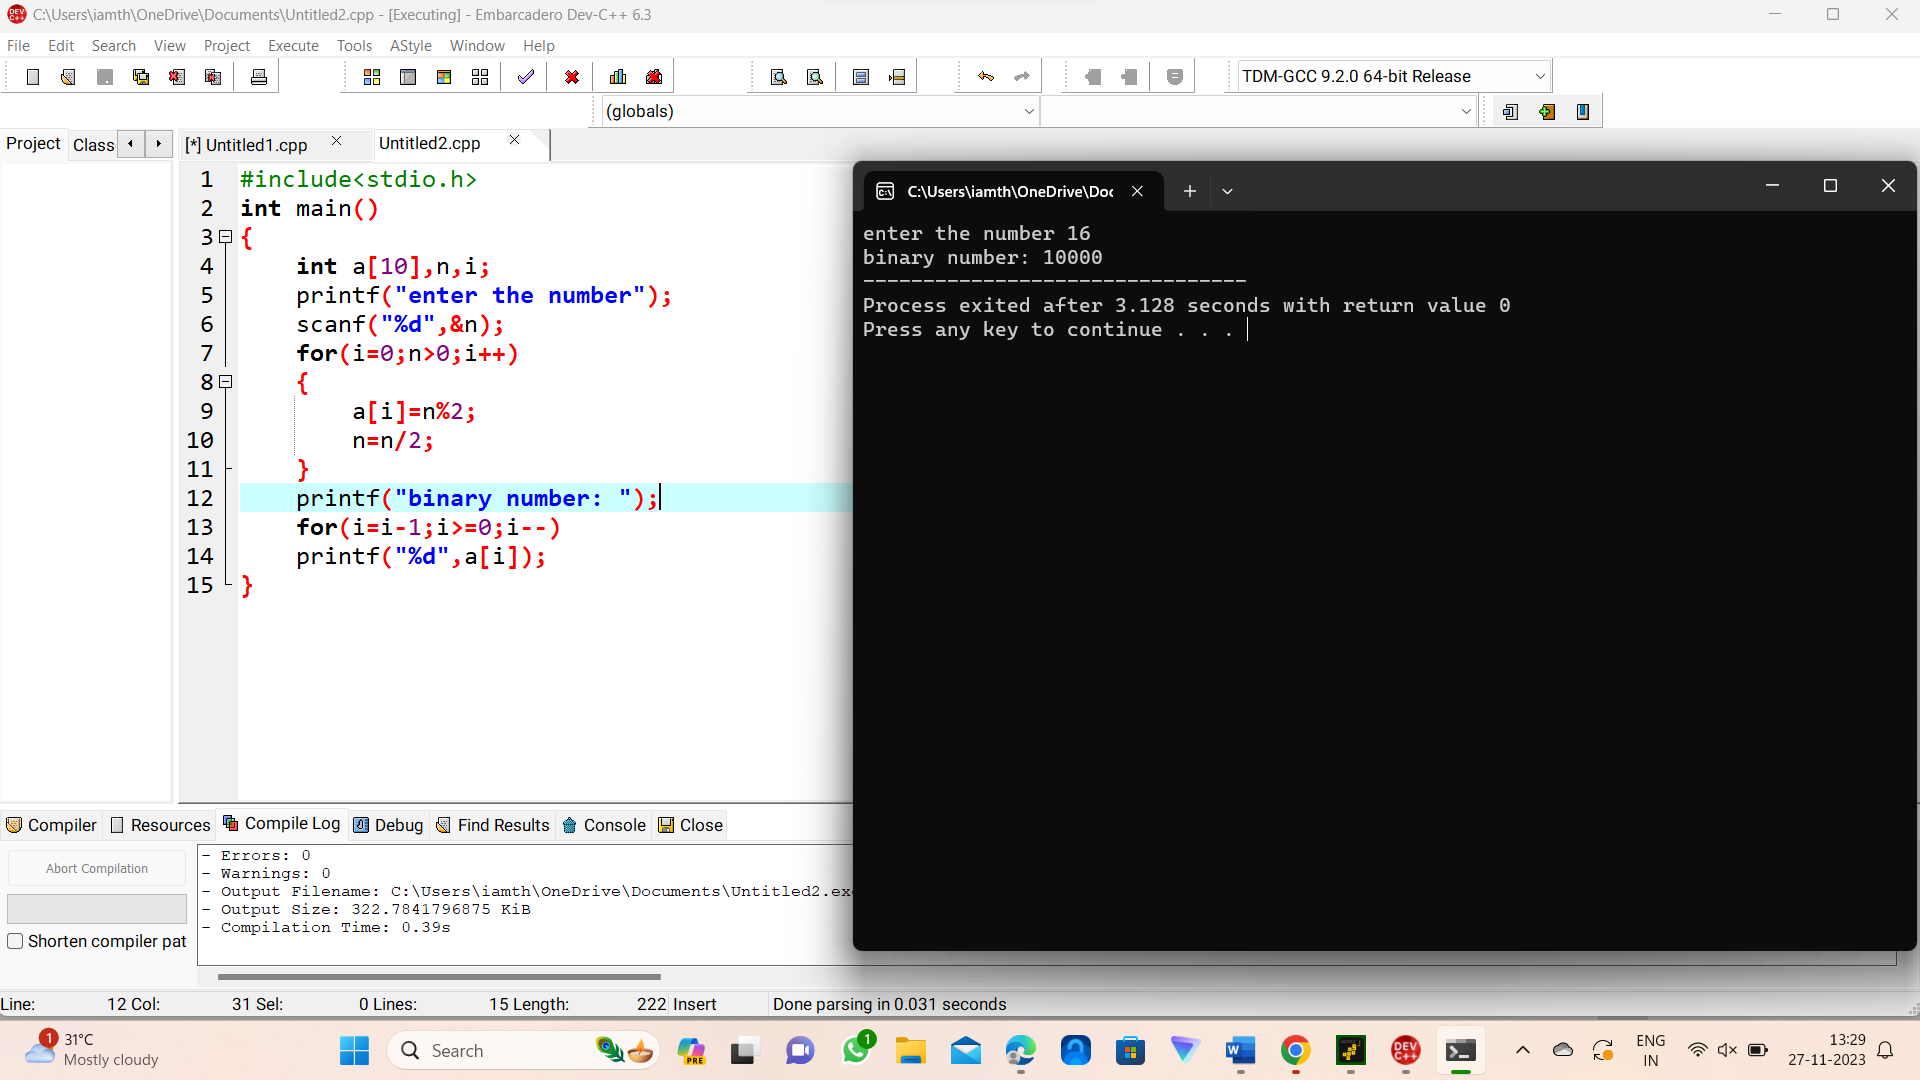 C:\Users\iamth\OneDrive\Documents\Untitled2.cpp - [Executing] - Embarcadero Dev-C++ 6.3
File Edit Search View Project Execute Tools AStyle Window Help
TDM-GCC 9.2.0 64-bit Release
(globals)
Project Class [*] Untitled1.cpp Untitled2.cpp
1 #include<stdio.h>
2 int main()
3 {
4 int a[10],n,i;
5 printf("enter the number");
6 scanf("%d",&n);
7 for(i=0;n>0;i++)
8 {
9 a[i]=n%2;
10 n=n/2;
11 }
12 printf("binary number: ");
13 for(i=i-1;i>=0;i--)
14 printf("%d",a[i]);
15 }
C:\Users\iamth\OneDrive\Doc
enter the number 16
binary number: 10000
--------------------------------
Process exited after 3.128 seconds with return value 0
Press any key to continue . . .
Compiler Resources Compile Log Debug Find Results Console Close
Abort Compilation
Shorten compiler pat
- Errors: 0
- Warnings: 0
- Output Filename: C:\Users\iamth\OneDrive\Documents\Untitled2.ex
- Output Size: 322.7841796875 KiB
- Compilation Time: 0.39s
Line: 12 Col: 31 Sel: 0 Lines: 15 Length: 222 Insert Done parsing in 0.031 seconds
1
31°C
Mostly cloudy
Search
PRE
1
W
DEV
C++
ENG
IN
13:29
27-11-2023